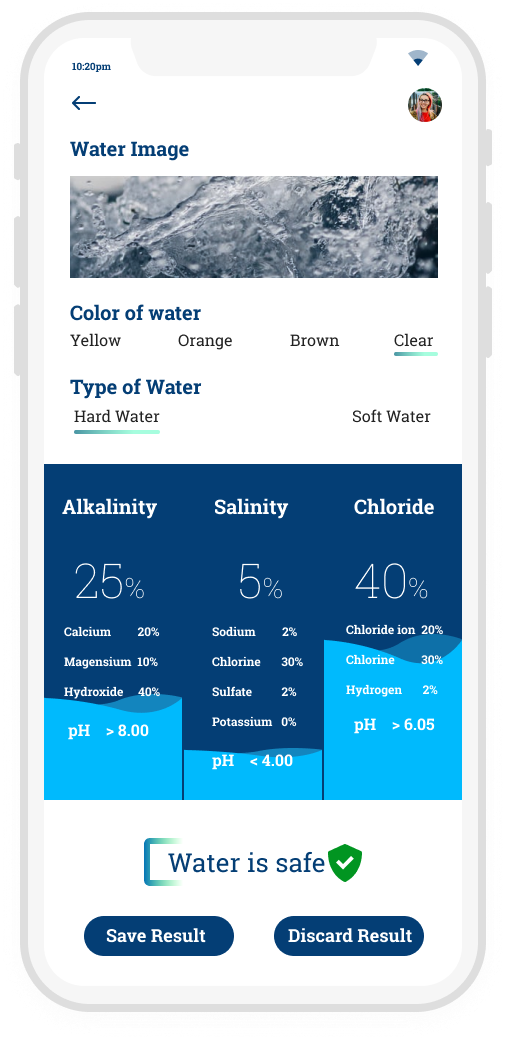 10:20pm
Water Image
Color of water
Yellow Orange Brown Clear
Type of Water
Hard Water Soft Water
Alkalinity Salinity Chloride
25% 5% 40%
Calcium 20% Sodium 2% Chloride ion 20%
Magensium 10% Chlorine 30% Chlorine 30%
Hydroxide 40% Sulfate 2% Hydrogen 2%
Potassium 0%
pH > 8.00 pH < 4.00 pH > 6.05
Water is safe
Save Result Discard Result